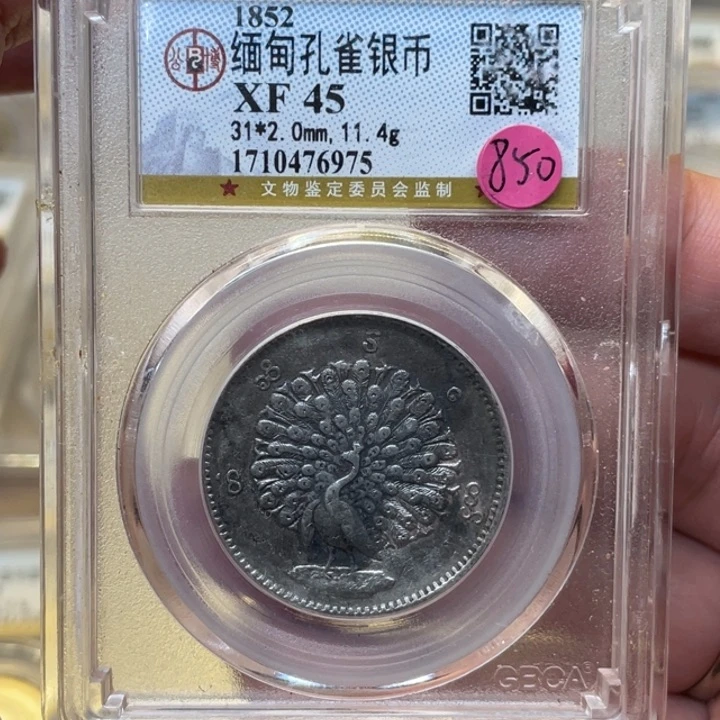 1852
缅甸孔雀银币
XF 45
31*2.0mm, 11.4g
1710476975
850
文物鉴定委员会监制
GBCA